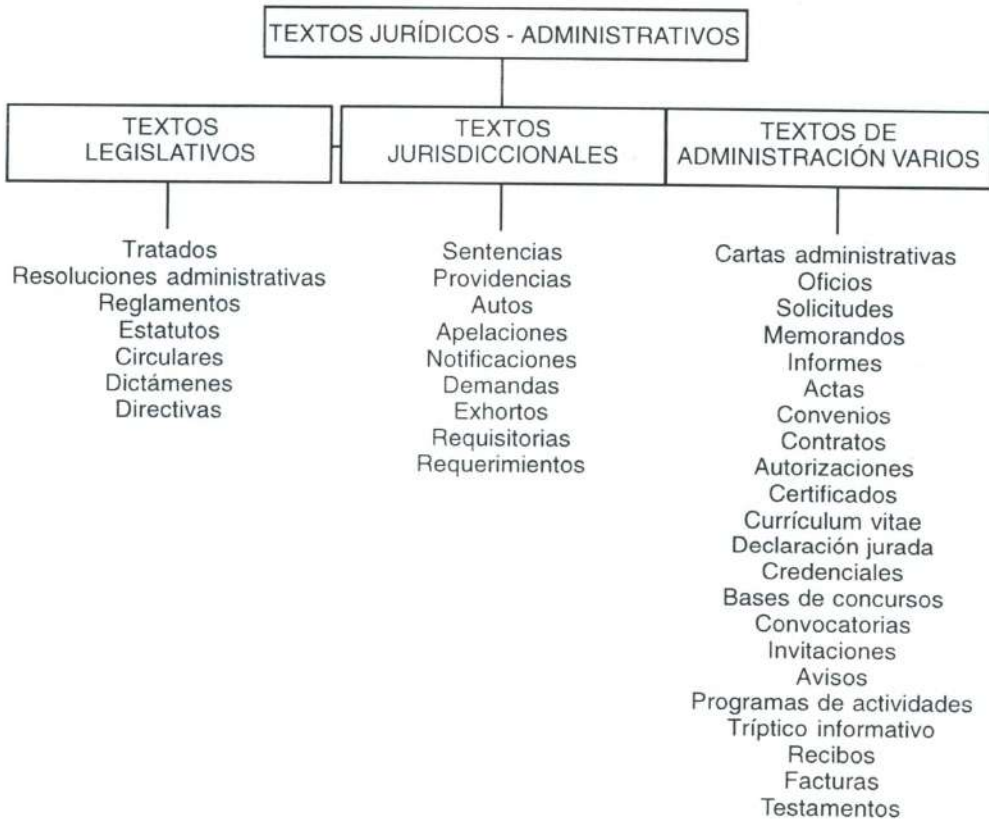 TEXTOS JURÍDICOS - ADMINISTRATIVOS
TEXTOS
LEGISLATIVOS
TEXTOS
JURISDICCIONALES
TEXTOS DE
ADMINISTRACIÓN VARIOS
Tratados
Resoluciones administrativas
Reglamentos
Estatutos
Circulares
Dictámenes
Directivas
Sentencias
Providencias
Autos
Apelaciones
Notificaciones
Demandas
Exhortos
Requisitorias
Requerimientos
Cartas administrativas
Oficios
Solicitudes
Memorandos
Informes
Actas
Convenios
Contratos
Autorizaciones
Certificados
Currículum vitae
Declaración jurada
Credenciales
Bases de concursos
Convocatorias
Invitaciones
Avisos
Programas de actividades
Tríptico informativo
Recibos
Facturas
Testamentos